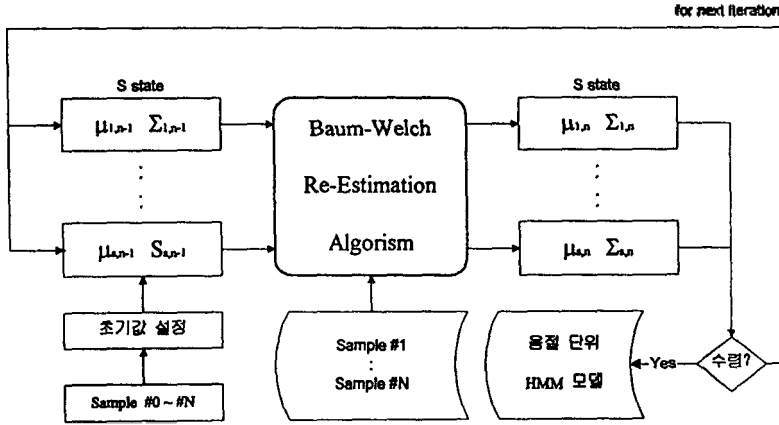 for next iteration
S state
S state
μ1,n-1 Σ1,n-1
Baum-Welch
Re-Estimation
Algorism
μ1,n Σ1,n
μs,n-1 Ss,n-1
μs,n Σs,n
초기값 설정
Sample #0 ~ #N
Sample #1
Sample #N
음절 단위
HMM 모델
Yes
수렴?